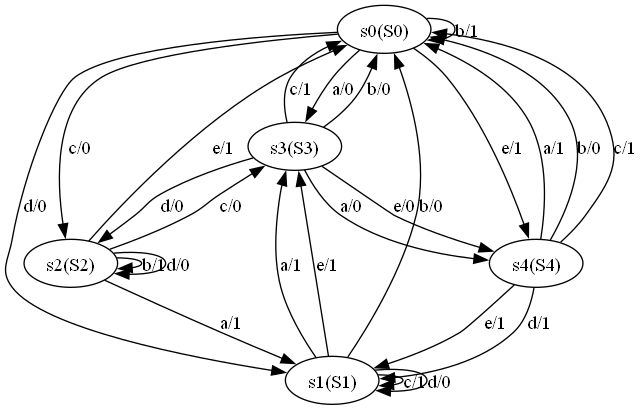 s0(S0)
b/1
c/1
a/0
b/0
c/0
e/1
e/1
a/1
b/0
c/1
s3(S3)
d/0
d/0
c/0
a/0
e/0
b/0
s2(S2)
b/1
d/0
s4(S4)
a/1
e/1
a/1
e/1
d/1
s1(S1)
c/1
d/0